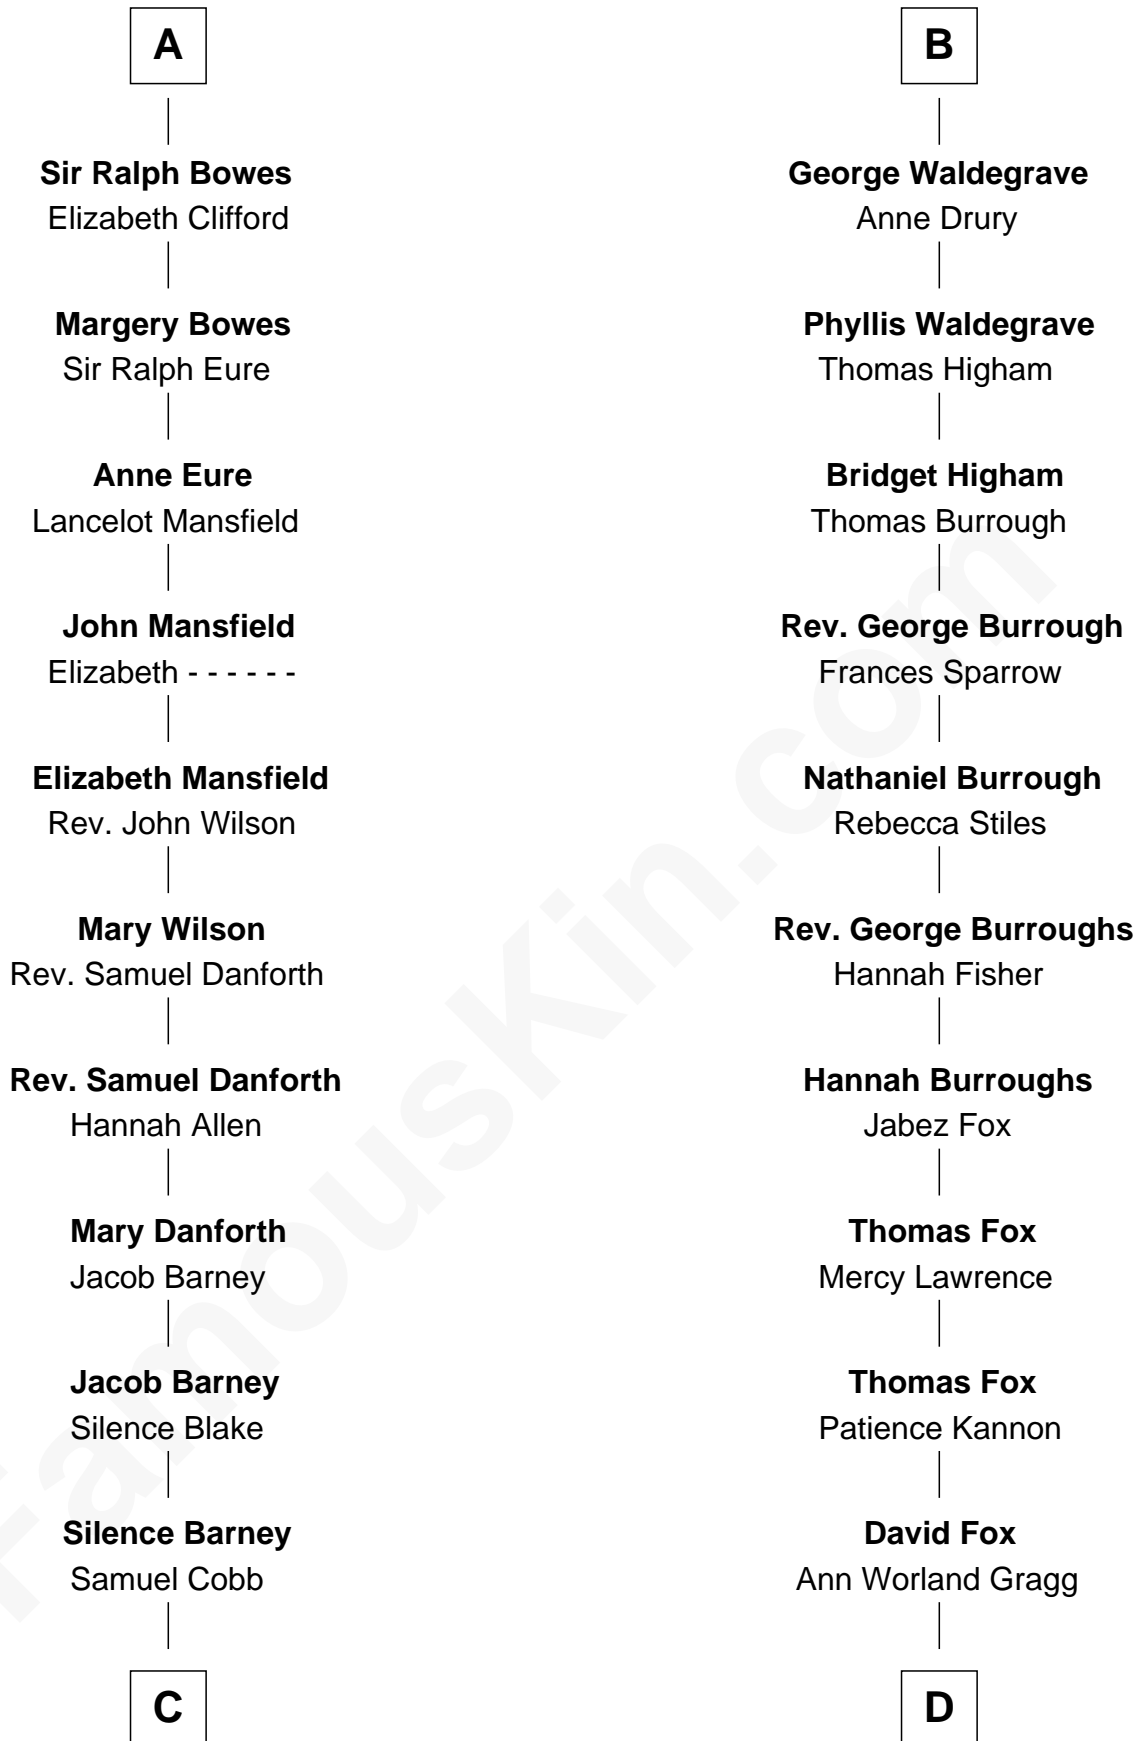 A
Sir Ralph Bowes
Elizabeth Clifford
Margery Bowes
Sir Ralph Eure
Anne Eure
Lancelot Mansfield
John Mansfield
Elizabeth - - - - - -
Elizabeth Mansfield
Rev. John Wilson
Mary Wilson
Rev. Samuel Danforth
Rev. Samuel Danforth
Hannah Allen
Mary Danforth
Jacob Barney
Jacob Barney
Silence Blake
Silence Barney
Samuel Cobb
C
B
George Waldegrave
Anne Drury
Phyllis Waldegrave
Thomas Higham
Bridget Higham
Thomas Burrough
Rev. George Burrough
Frances Sparrow
Nathaniel Burrough
Rebecca Stiles
Rev. George Burroughs
Hannah Fisher
Hannah Burroughs
Jabez Fox
Thomas Fox
Mercy Lawrence
Thomas Fox
Patience Kannon
David Fox
Ann Worland Gragg
D
FamousKin.com